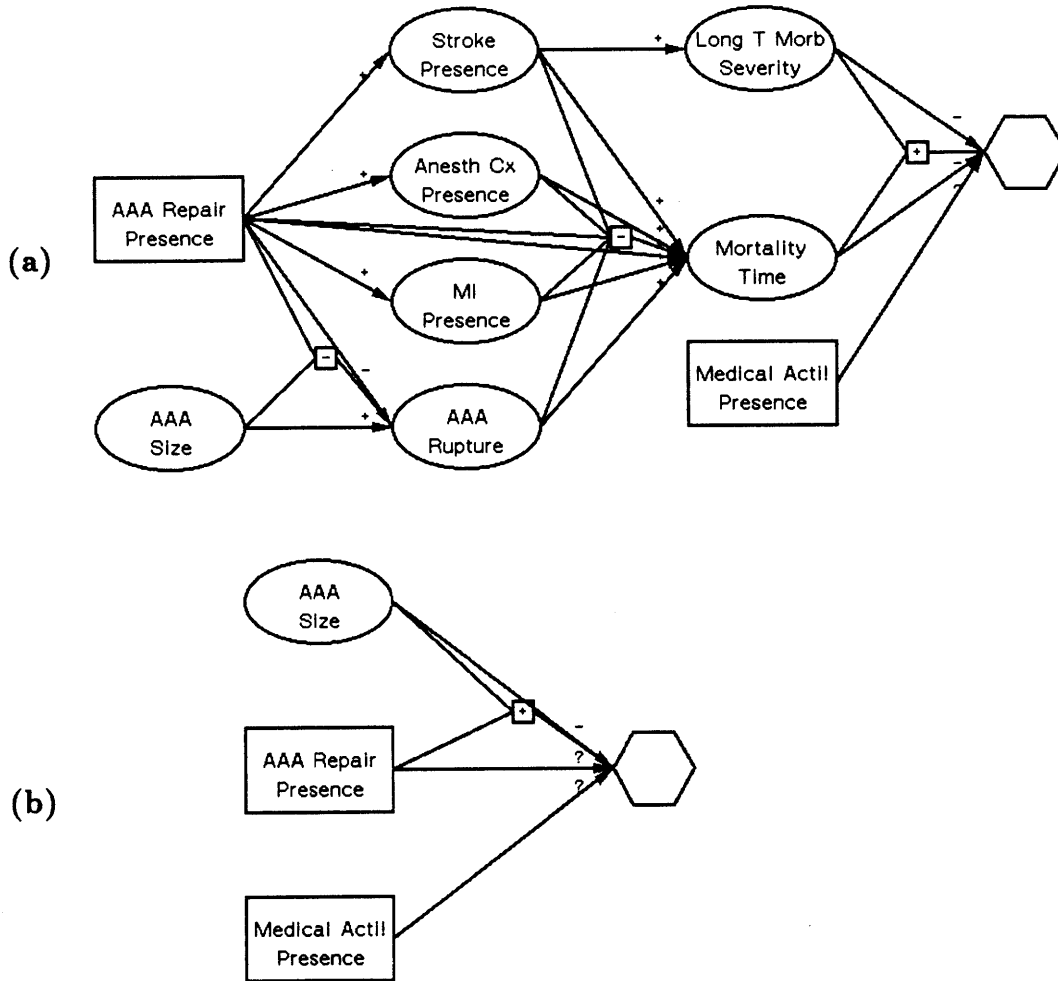 Stroke
Presence
Long T Morb
Severity
+
+
-
Anesth Cx
Presence
+
+
-
?
AAA Repair
Presence
(a)
-
+
+
Mortality
Time
+
+
MI
Presence
-
-
Medical Actil
Presence
AAA
Size
+
AAA
Rupture
AAA
Size
+
-
AAA Repair
Presence
?
?
(b)
Medical Actil
Presence